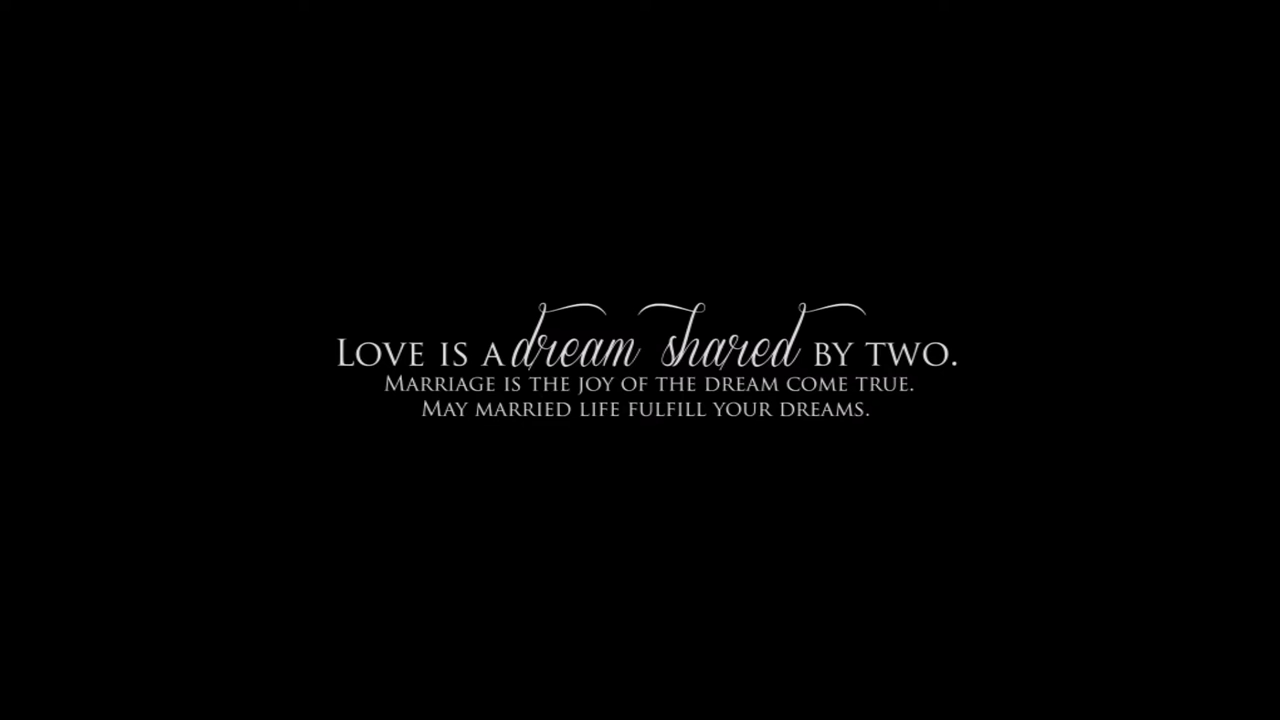 Love is a dream shared by two.
Marriage is the joy of the dream come true.
May married life fulfill your dreams.